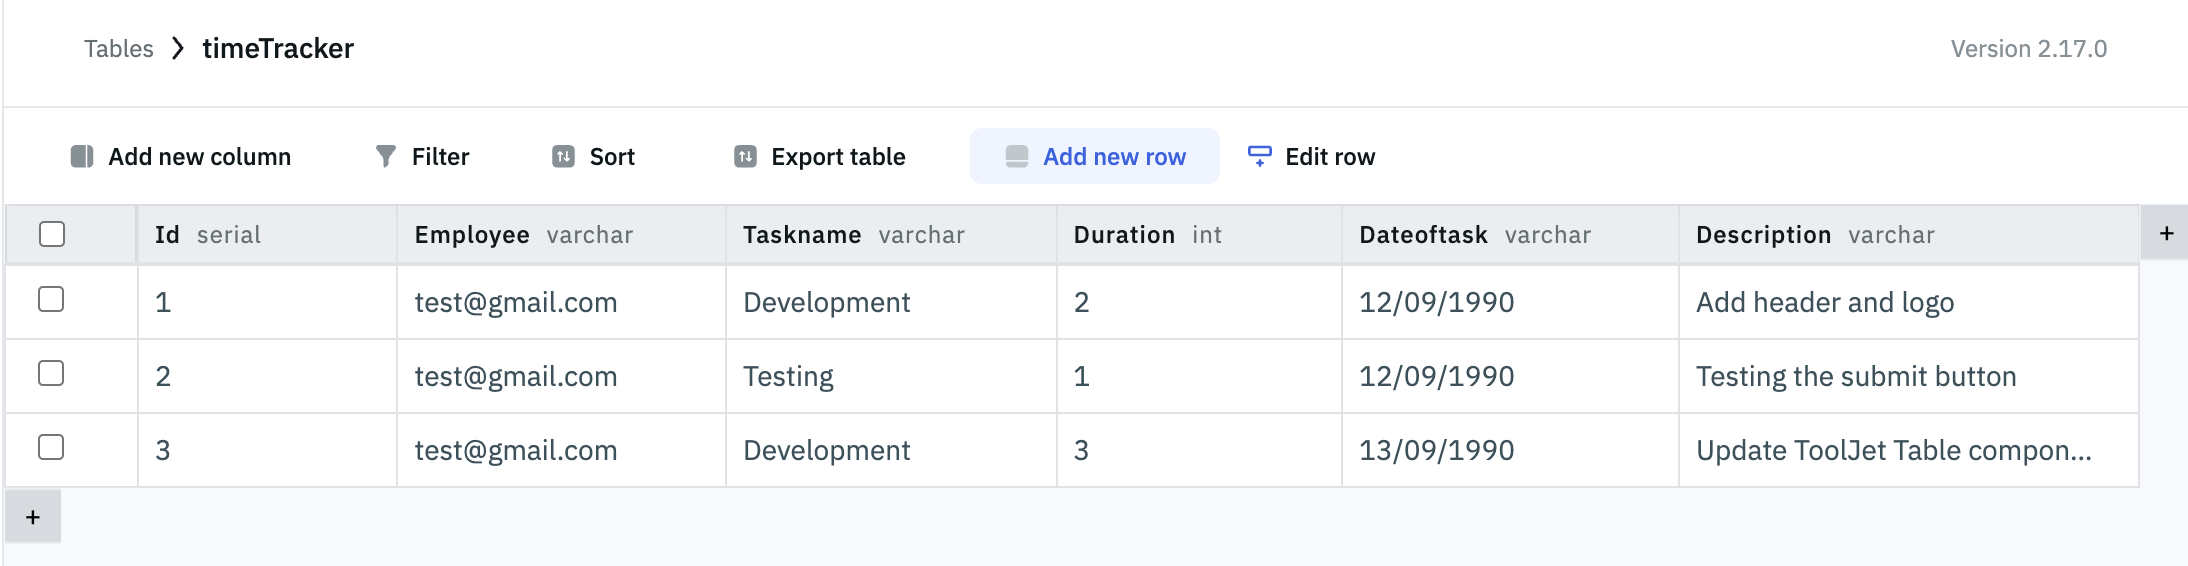 Tables > timeTracker Version 2.17.0
Add new column Filter Sort Export table Add new row Edit row
Id serial Employee varchar Taskname varchar Duration int Dateoftask varchar Description varchar +
1 test@gmail.com Development 2 12/09/1990 Add header and logo
2 test@gmail.com Testing 1 12/09/1990 Testing the submit button
3 test@gmail.com Development 3 13/09/1990 Update ToolJet Table compon...
+